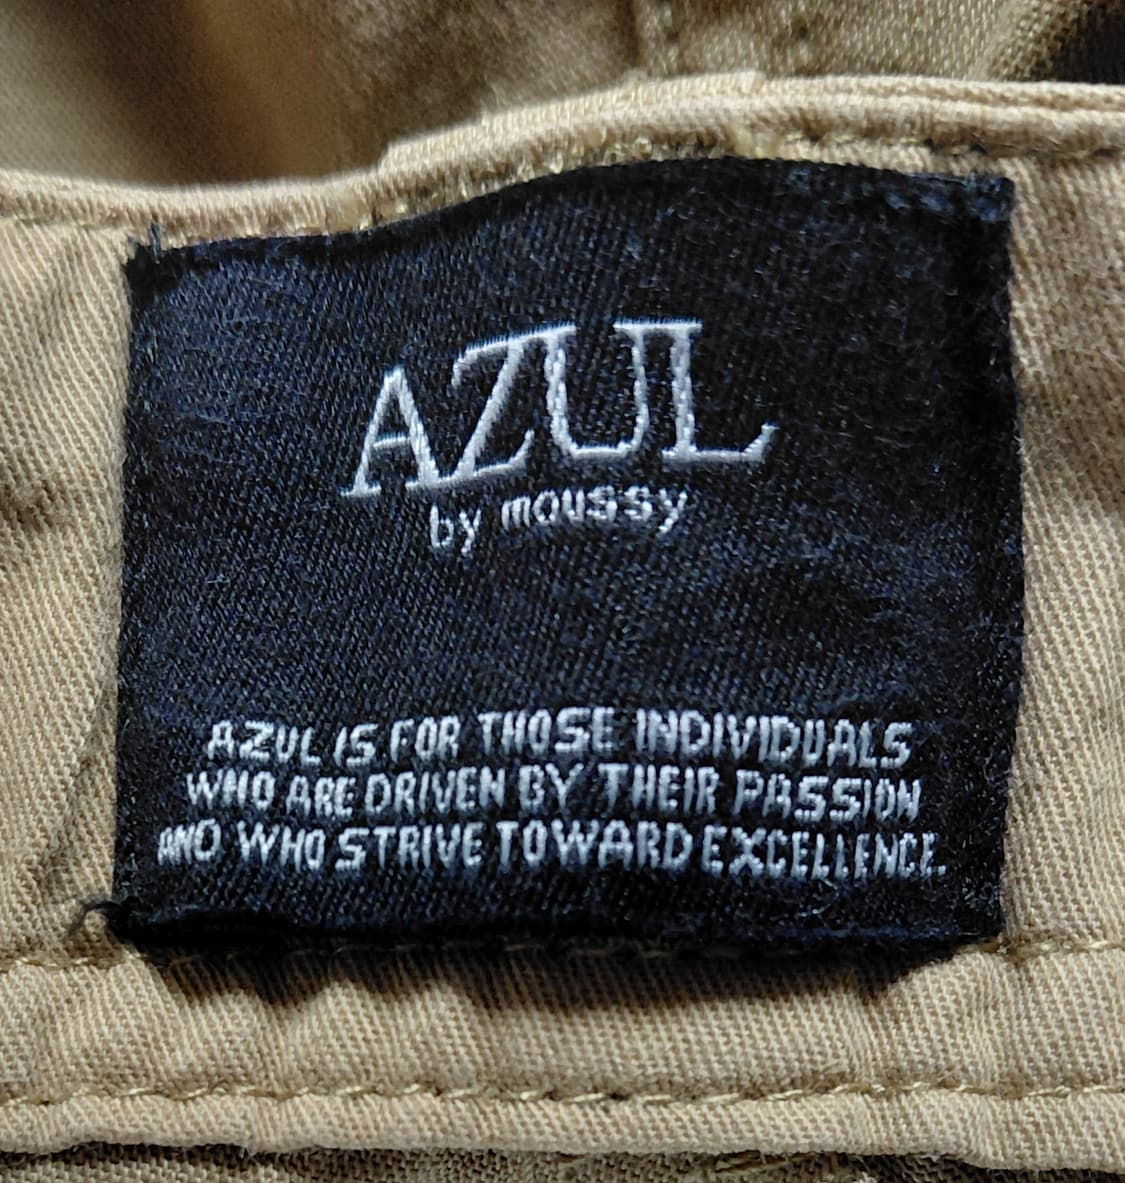 AZUL
by moussy
AZUL IS FOR THOSE INDIVIDUALS
WHO ARE DRIVEN BY THEIR PASSION
AND WHO STRIVE TOWARD EXCELLENCE.